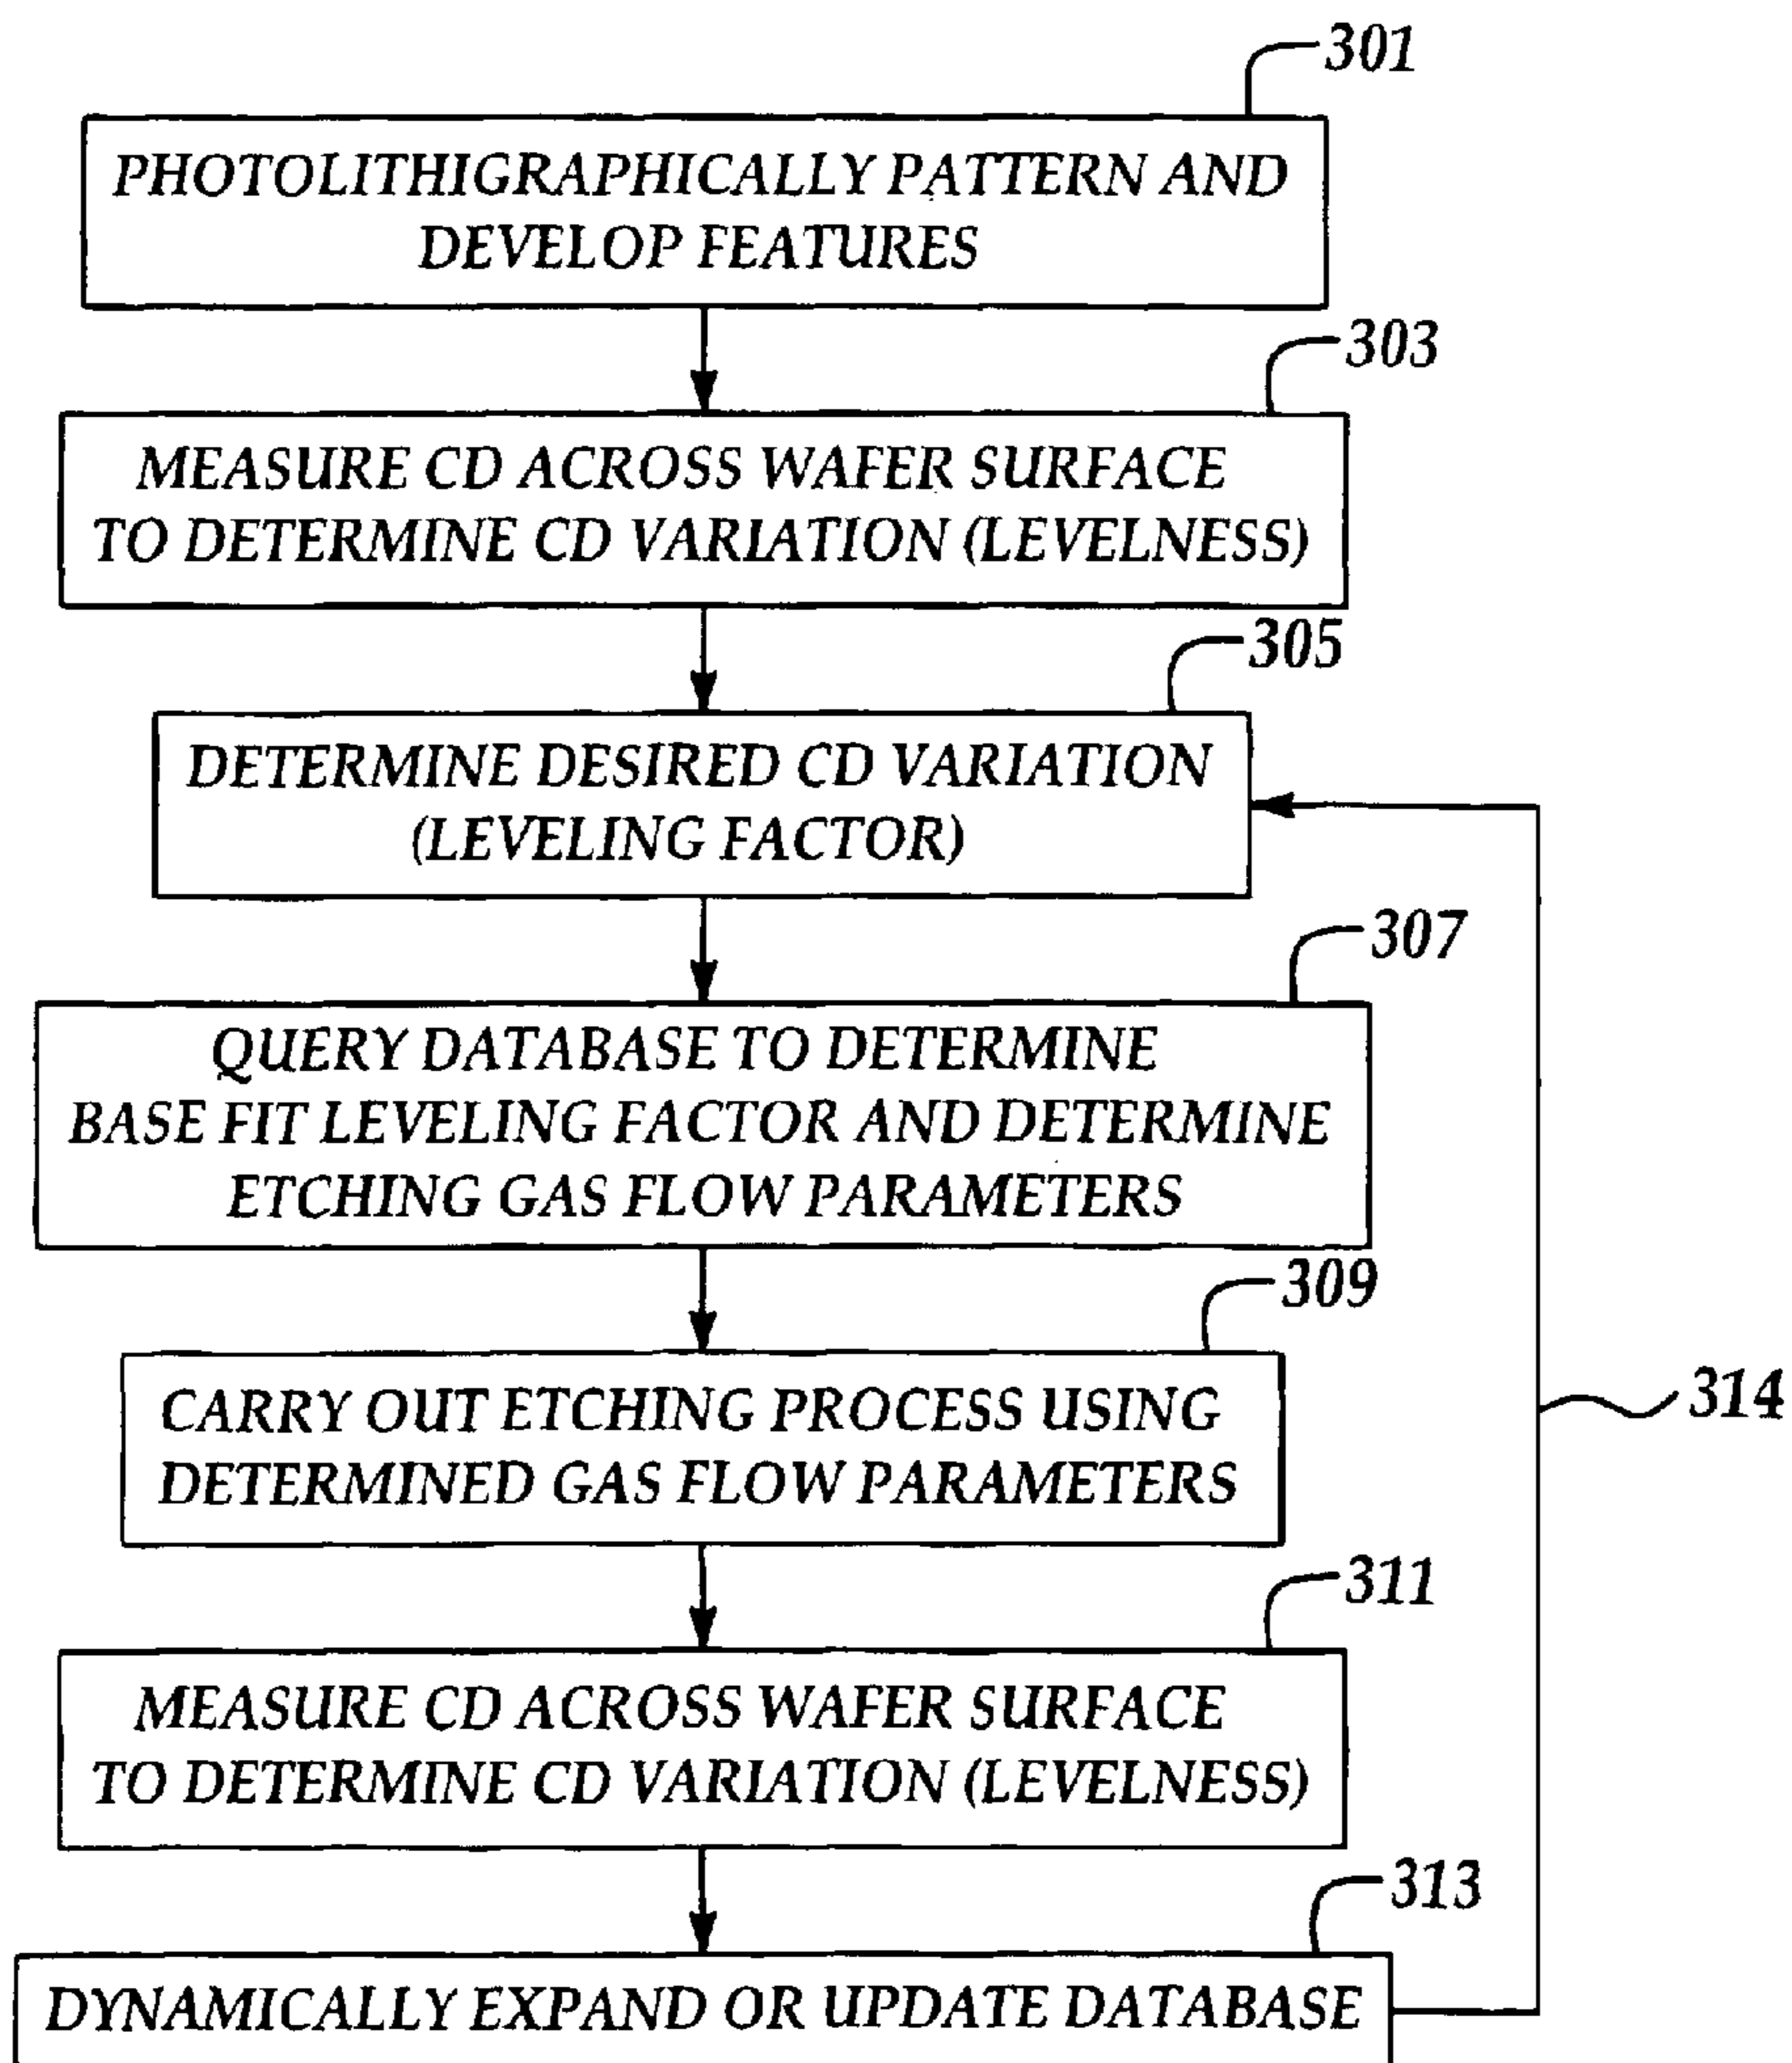 301
PHOTOLITHIGRAPHICALLY PATTERN AND
DEVELOP FEATURES
303
MEASURE CD ACROSS WAFER SURFACE
TO DETERMINE CD VARIATION (LEVELNESS)
305
DETERMINE DESIRED CD VARIATION
(LEVELING FACTOR)
307
QUERY DATABASE TO DETERMINE
BASE FIT LEVELING FACTOR AND DETERMINE
ETCHING GAS FLOW PARAMETERS
309
CARRY OUT ETCHING PROCESS USING
DETERMINED GAS FLOW PARAMETERS
314
311
MEASURE CD ACROSS WAFER SURFACE
TO DETERMINE CD VARIATION (LEVELNESS)
313
DYNAMICALLY EXPAND OR UPDATE DATABASE